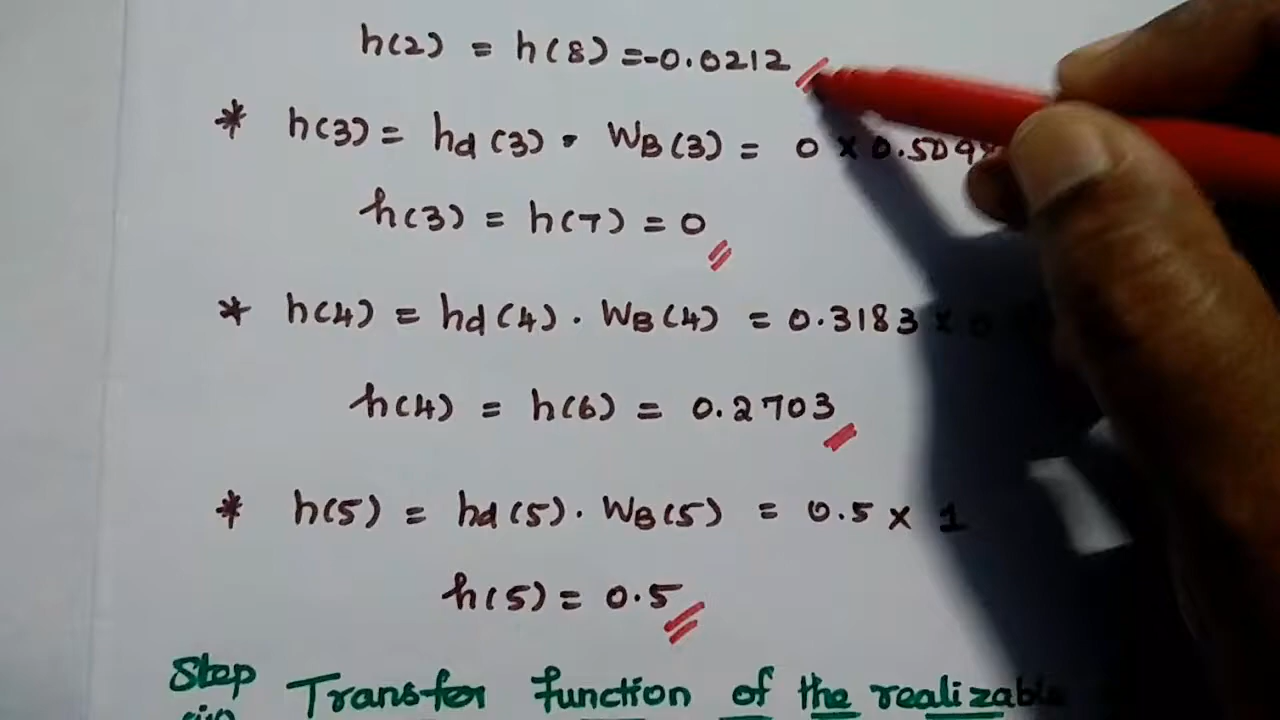 h(2) = h(8) = -0.0212
* h(3) = hd(3) · WB(3) = 0 × 0.509
h(3) = h(7) = 0
* h(4) = hd(4) · WB(4) = 0.3183 × 0
h(4) = h(6) = 0.2703
* h(5) = hd(5) · WB(5) = 0.5 × 1
h(5) = 0.5
Step Transfer function of the realizable